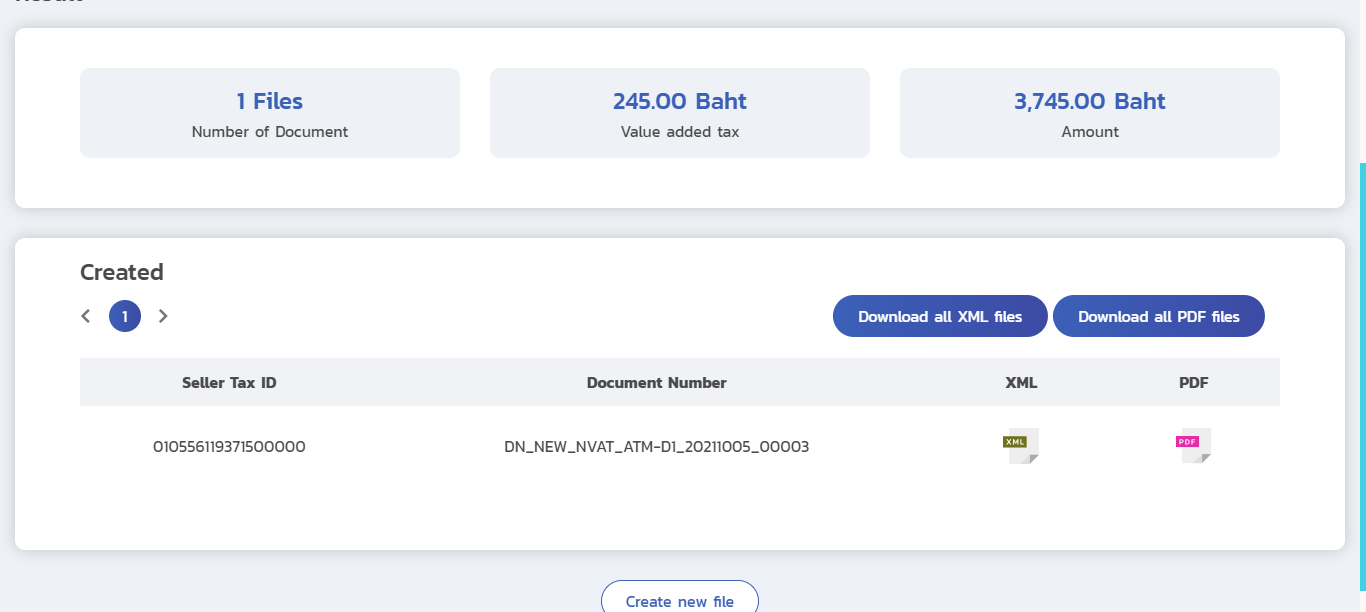 1 Files
Number of Document
245.00 Baht
Value added tax
3,745.00 Baht
Amount
Created
1
Download all XML files
Download all PDF files
Seller Tax ID
Document Number
XML
PDF
010556119371500000
DN_NEW_NVAT_ATM-D1_20211005_00003
XML
PDF
Create new file